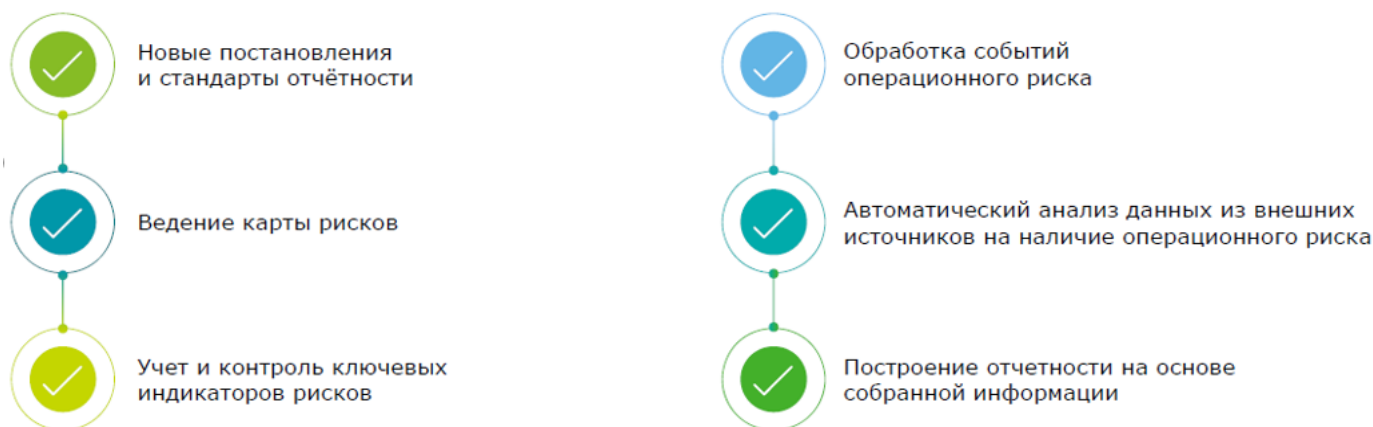 Новые постановления
и стандарты отчётности
Ведение карты рисков
Учет и контроль ключевых
индикаторов рисков
Обработка событий
операционного риска
Автоматический анализ данных из внешних
источников на наличие операционного риска
Построение отчетности на основе
собранной информации